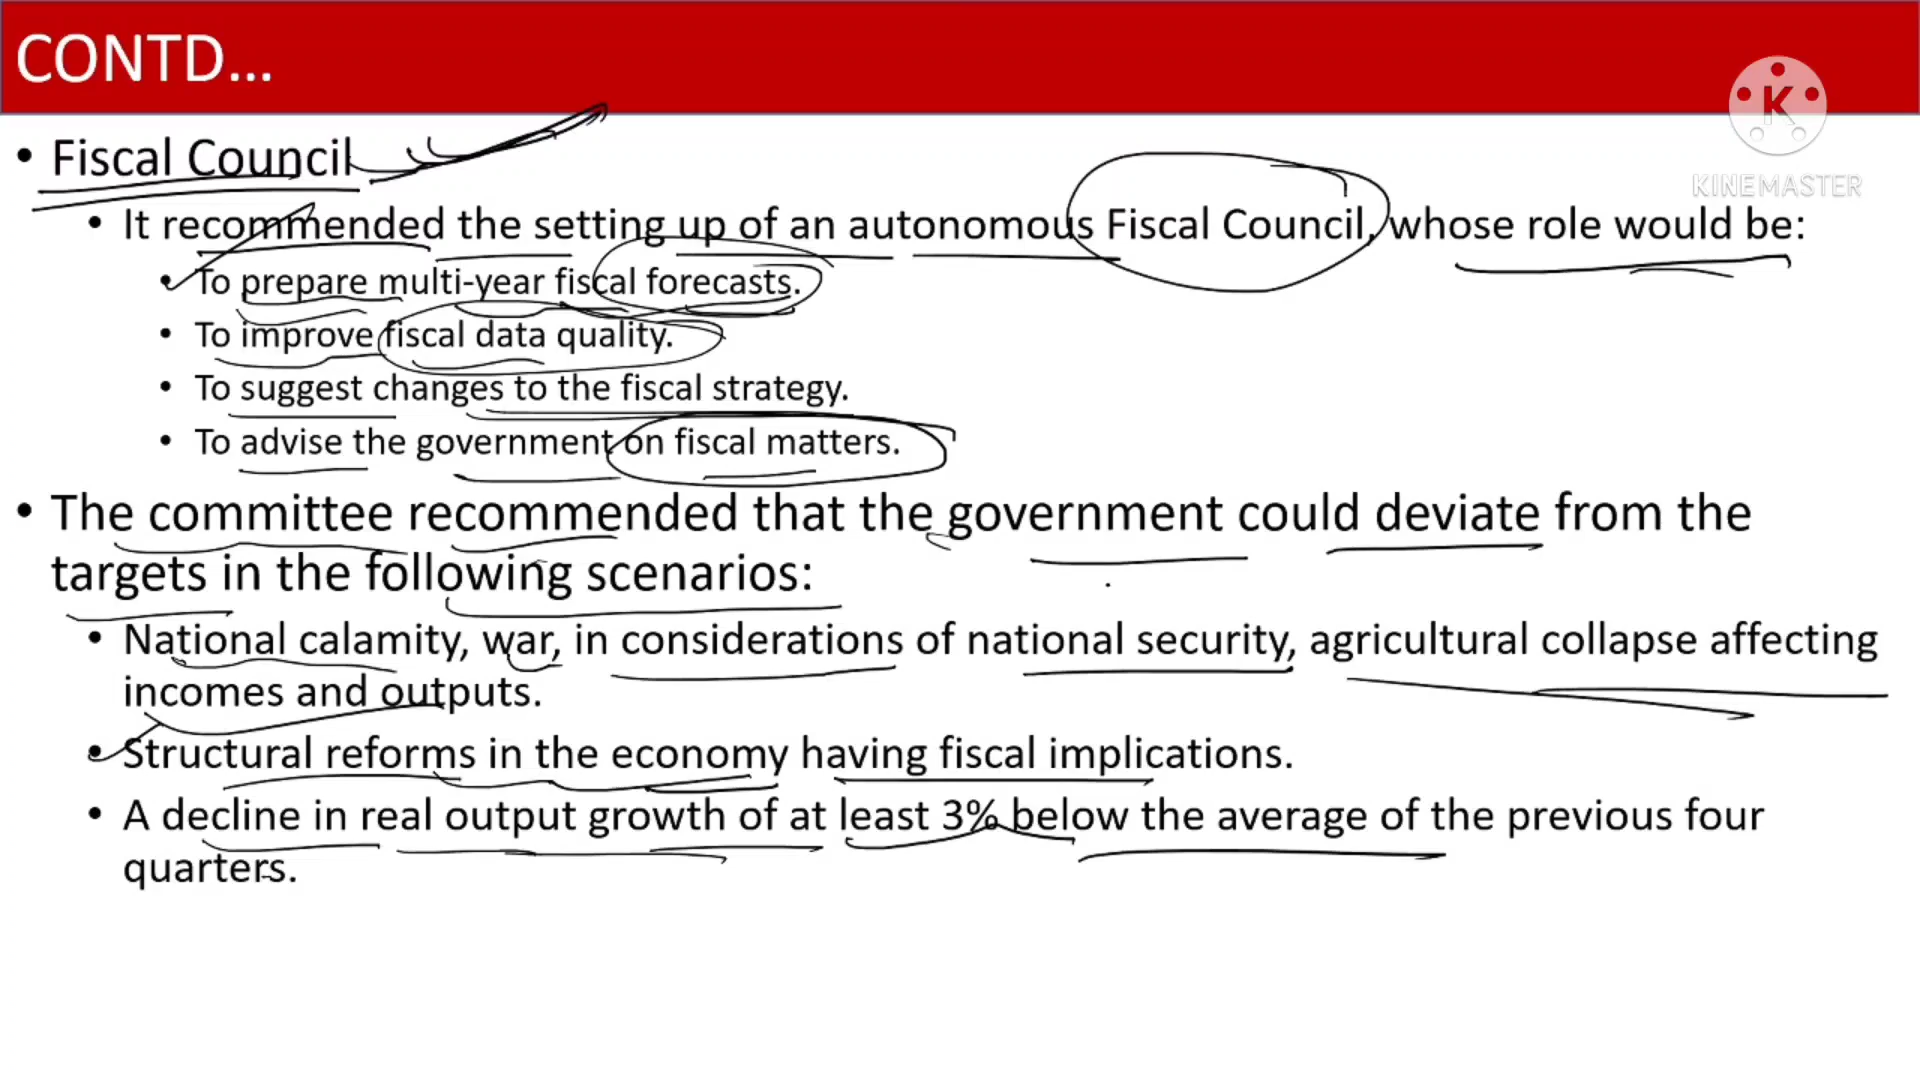 CONTD...
K
KINEMASTER
• Fiscal Council
• It recommended the setting up of an autonomous Fiscal Council, whose role would be:
• To prepare multi-year fiscal forecasts.
• To improve fiscal data quality.
• To suggest changes to the fiscal strategy.
• To advise the government on fiscal matters.
• The committee recommended that the government could deviate from the
targets in the following scenarios:
• National calamity, war, in considerations of national security, agricultural collapse affecting
incomes and outputs.
• Structural reforms in the economy having fiscal implications.
• A decline in real output growth of at least 3% below the average of the previous four
quarters.